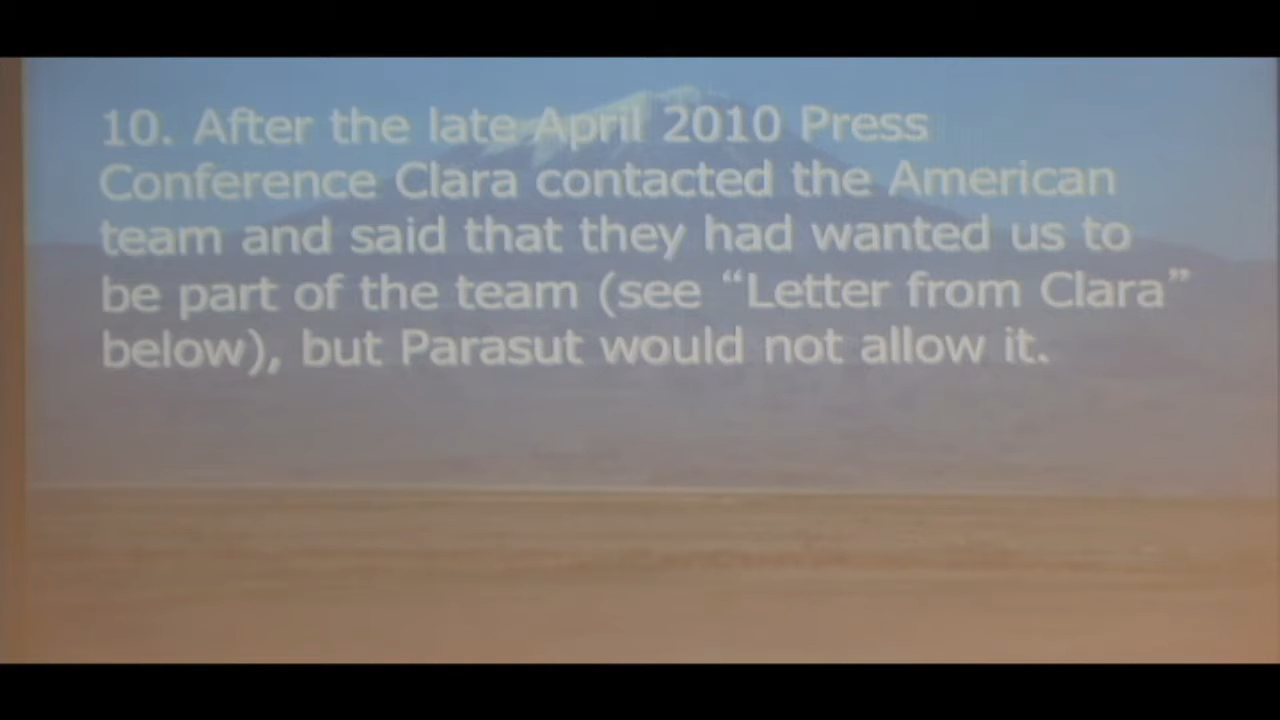 10. After the late April 2010 Press
Conference Clara contacted the American
team and said that they had wanted us to
be part of the team (see “Letter from Clara”
below), but Parasut would not allow it.